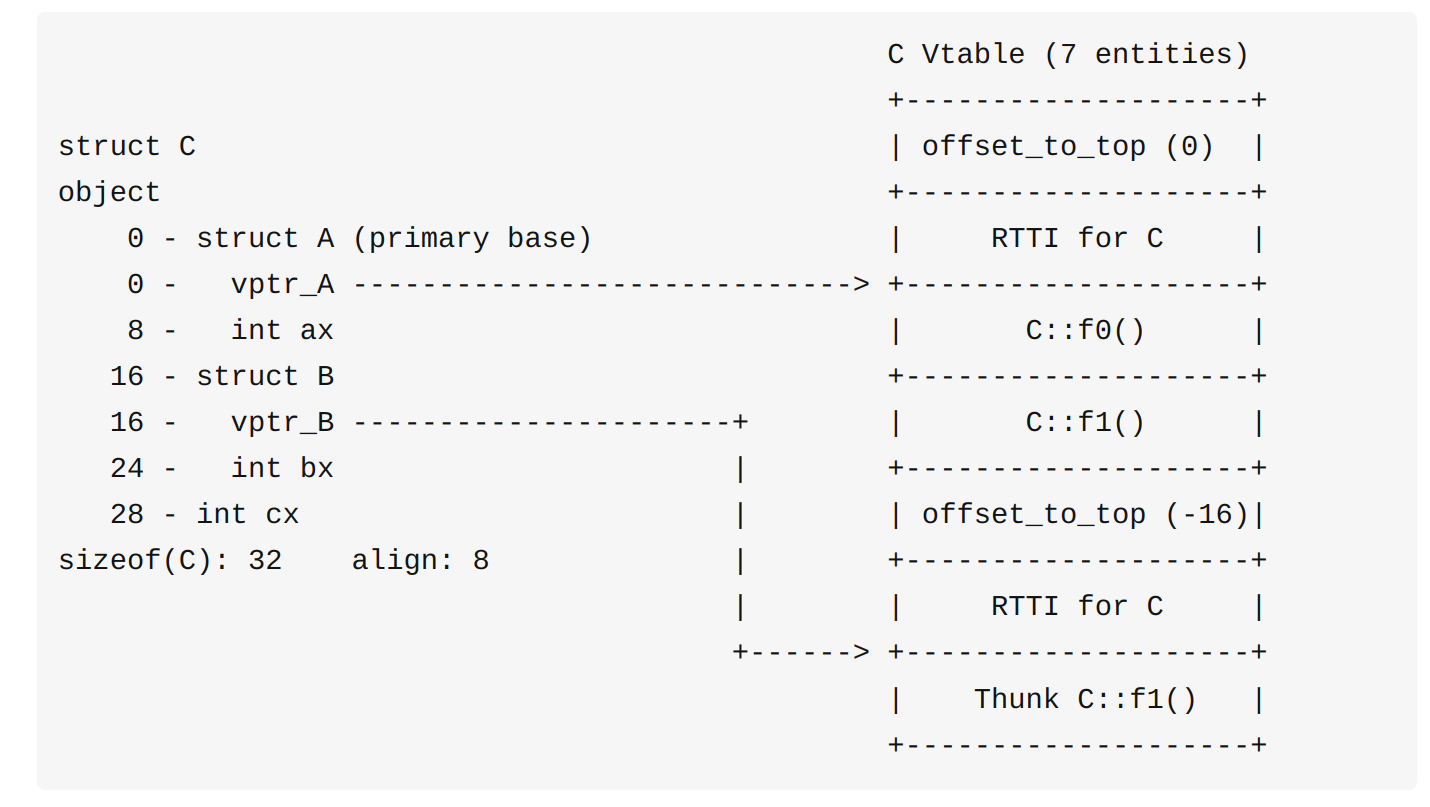 C Vtable (7 entities)
                                                +--------------------+
struct C                                        | offset_to_top (0)  |
object                                          +--------------------+
    0 - struct A (primary base)                 |     RTTI for C     |
    0 -   vptr_A -----------------------------> +--------------------+
    8 -   int ax                                |       C::f0()      |
   16 - struct B                                +--------------------+
   16 -   vptr_B ----------------------+        |       C::f1()      |
   24 -   int bx                       |        +--------------------+
   28 - int cx                         |        | offset_to_top (-16)|
sizeof(C): 32    align: 8              |        +--------------------+
                                       |        |     RTTI for C     |
                                       +------> +--------------------+
                                                |    Thunk C::f1()   |
                                                +--------------------+